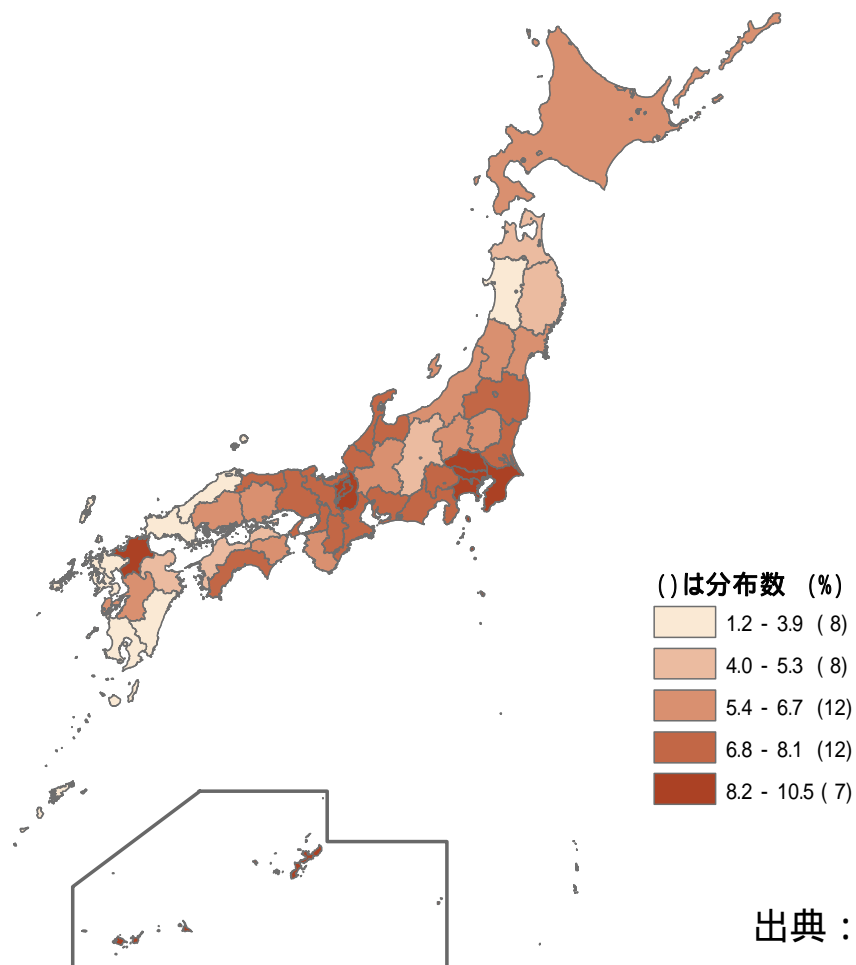 ()は分布数 (%)
1.2 - 3.9 ( 8)
4.0 - 5.3 ( 8)
5.4 - 6.7 (12)
6.8 - 8.1 (12)
8.2 - 10.5 ( 7)
出典：